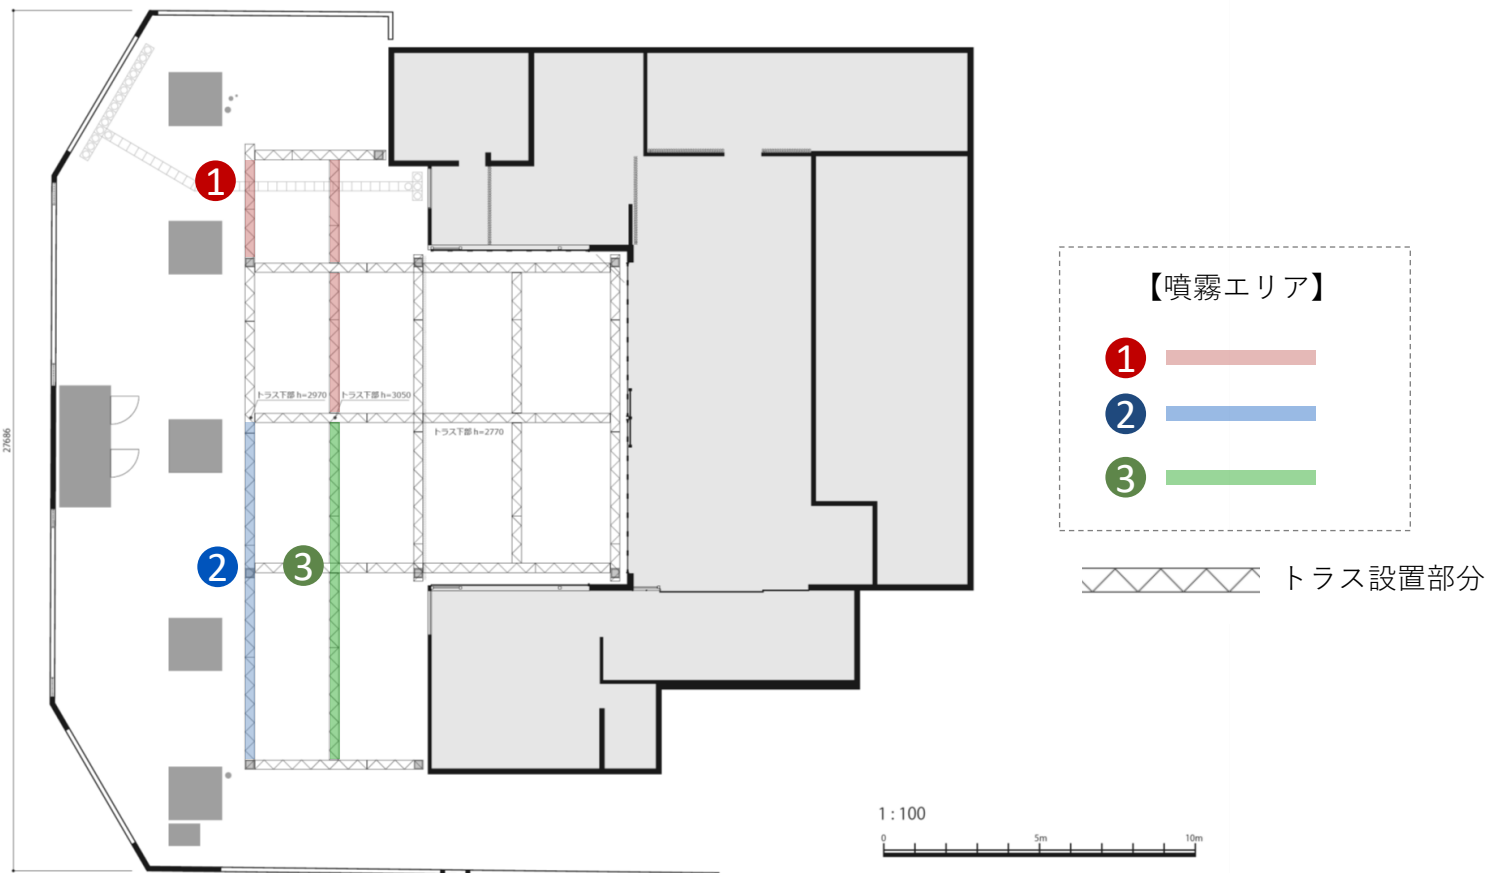 27686
1
トラス下部 h=2970
トラス下部 h=3050
トラス下部 h=2770
2
3
【噴霧エリア】
1
2
3
トラス設置部分
1 : 100
0 5m 10m